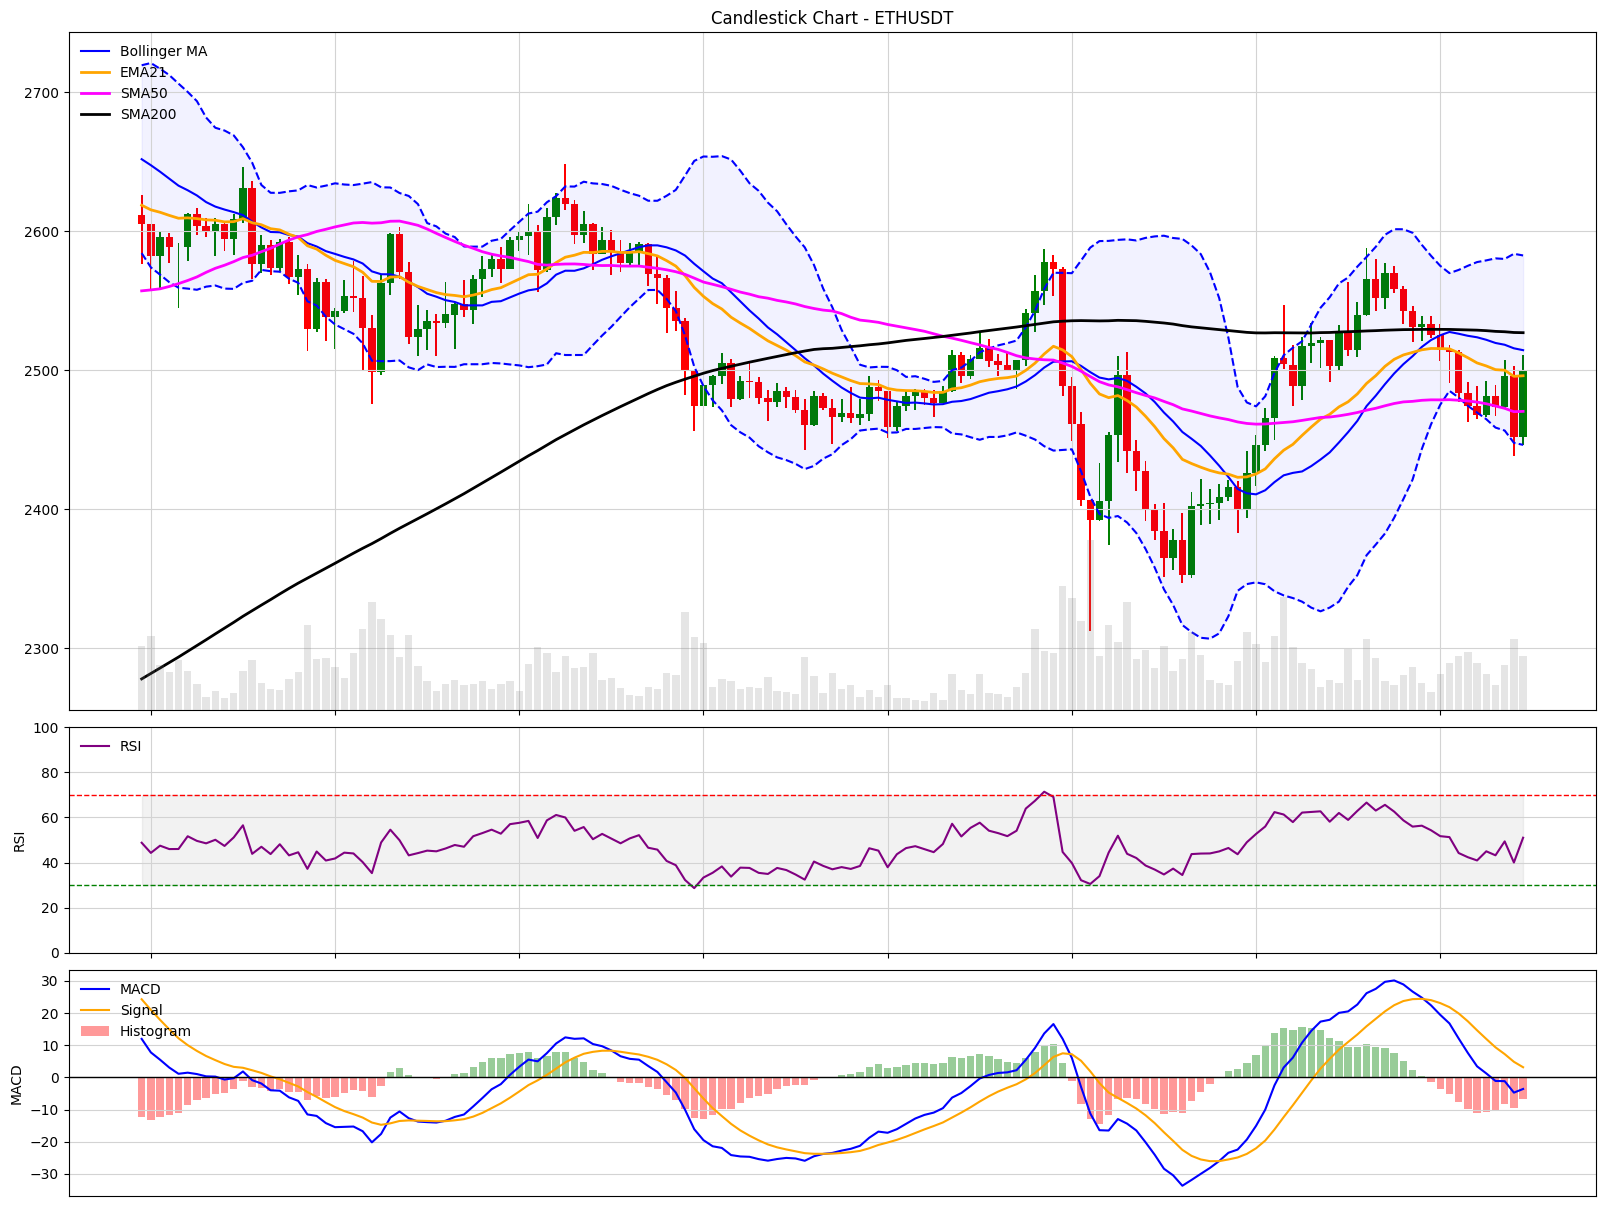 Candlestick Chart - ETHUSDT
Bollinger MA
EMA21
SMA50
SMA200
2700
2600
2500
2400
2300
RSI
100
80
60
40
20
0
RSI
MACD
Signal
Histogram
30
20
10
0
−10
−20
−30
MACD